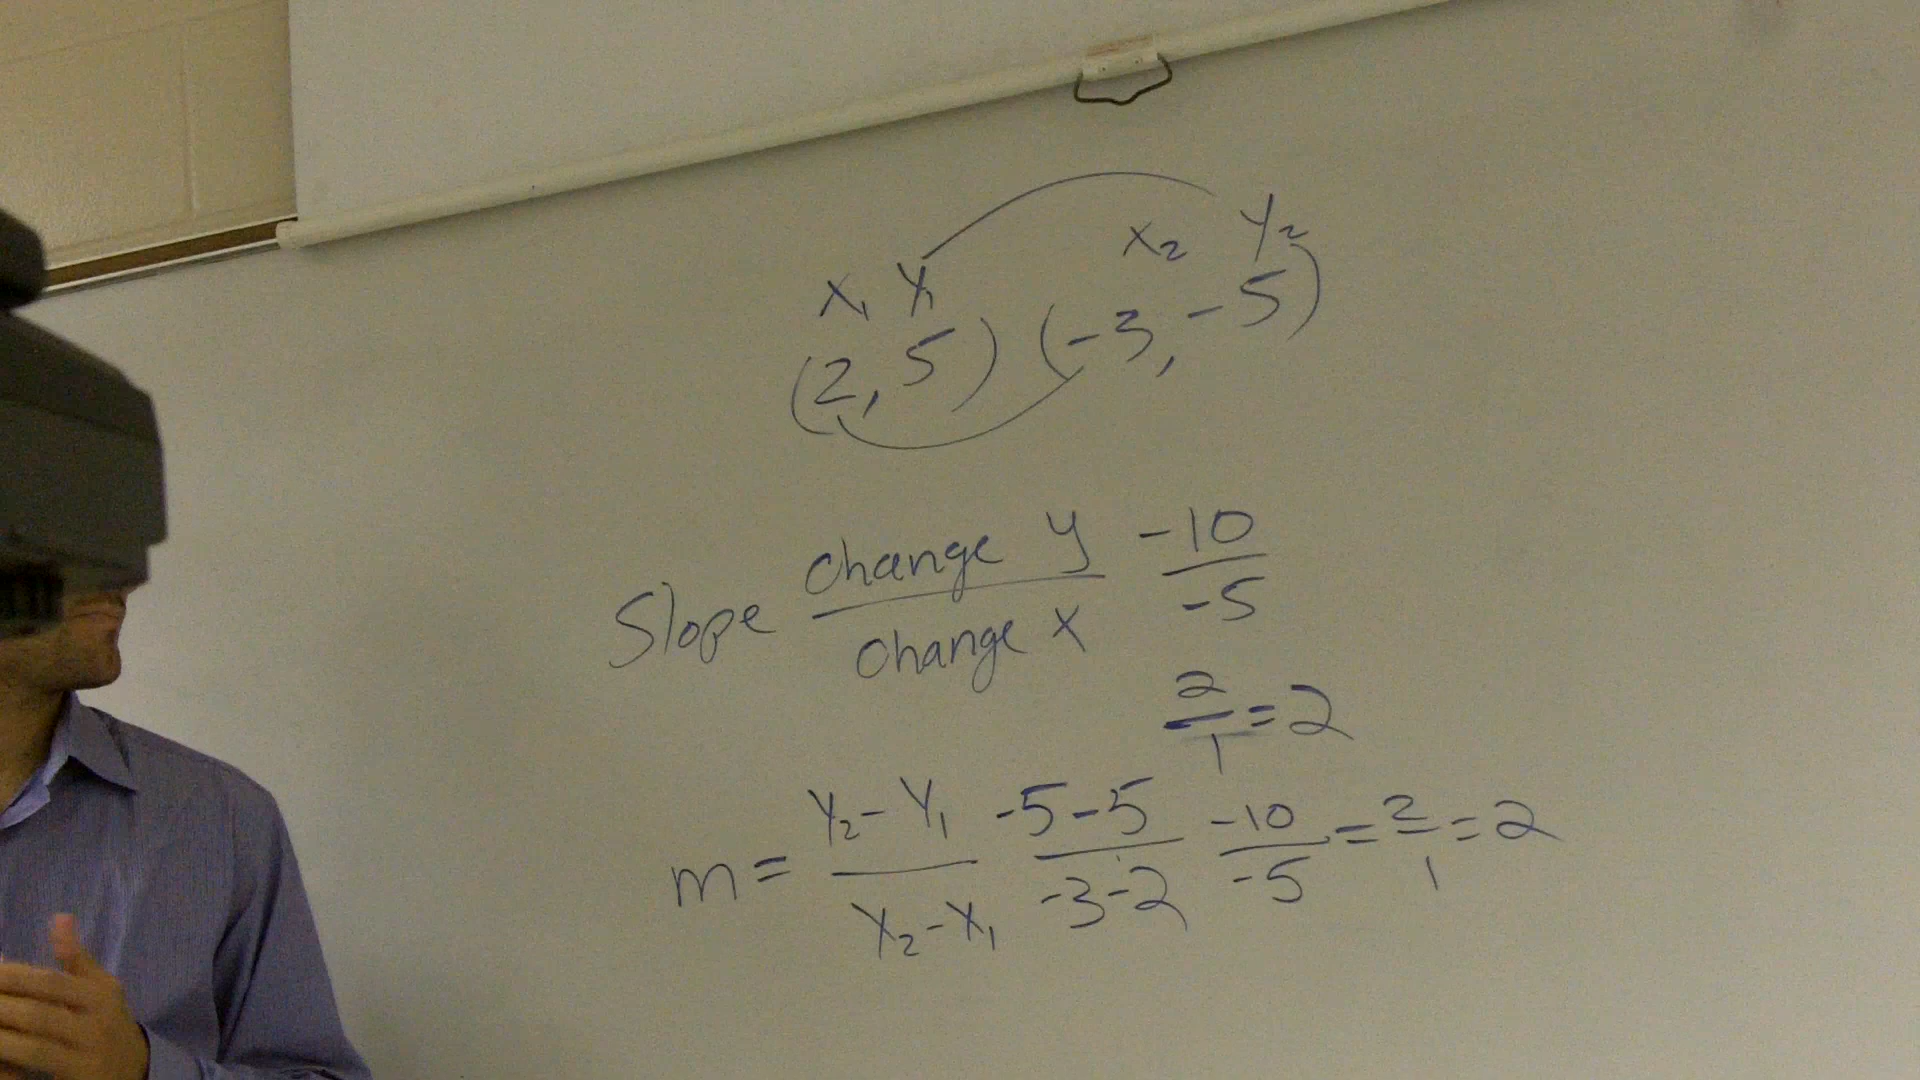 x₁ y₁ x₂ y₂
(2, 5) (-3, -5)
Slope change y / change x -10 / -5
2/1 = 2
m = y₂ - y₁ / x₂ - x₁ -5 - 5 / -3 - 2 -10 / -5 = 2/1 = 2